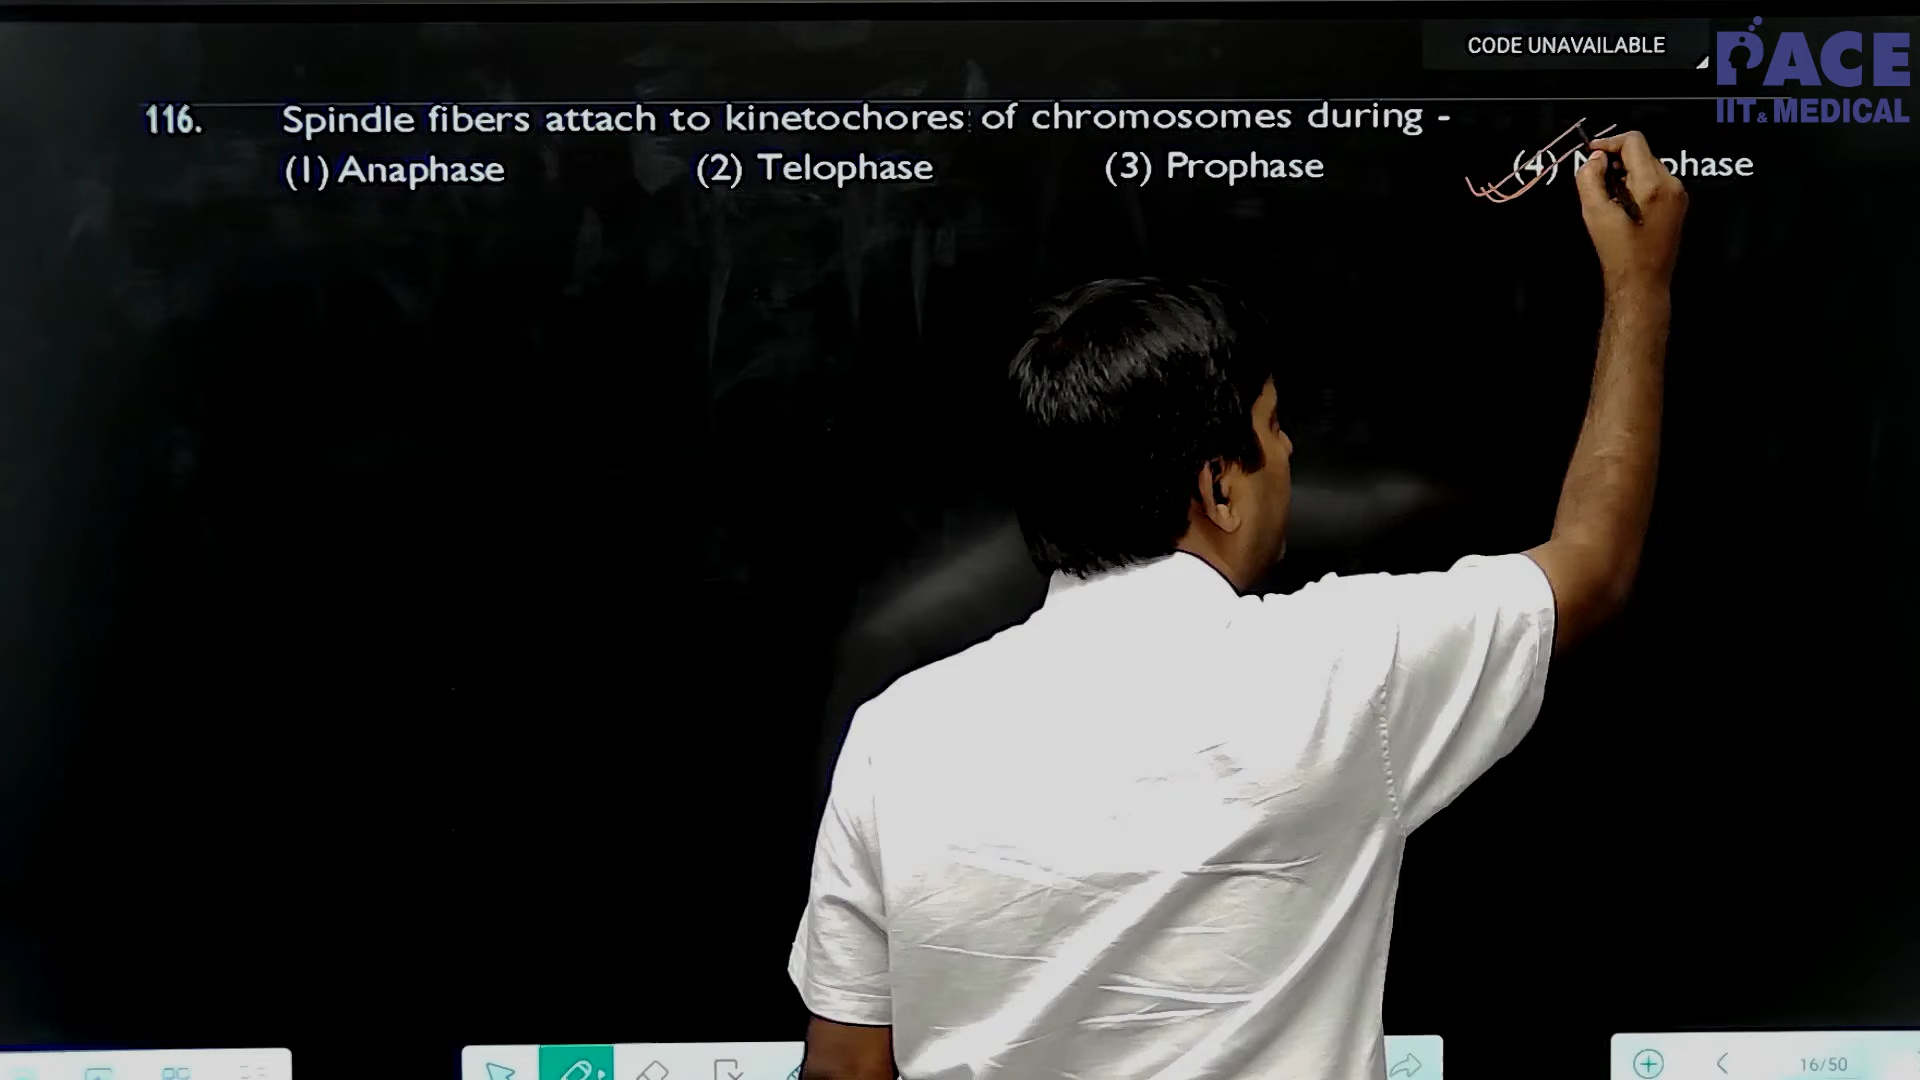 CODE UNAVAILABLE
PACE
IIT & MEDICAL
116. Spindle fibers attach to kinetochores of chromosomes during -
(1) Anaphase (2) Telophase (3) Prophase (4)
16/50